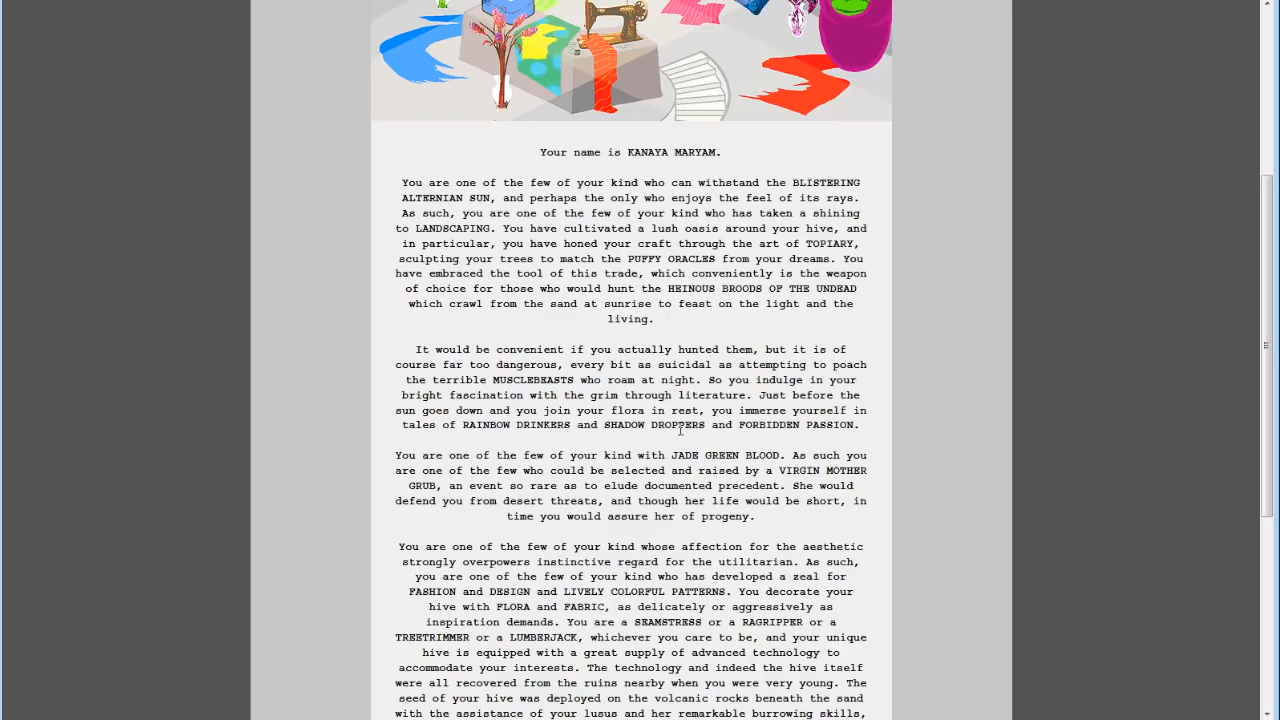 Your name is KANAYA MARYAM.
You are one of the few of your kind who can withstand the BLISTERING
ALTERNIAN SUN, and perhaps the only who enjoys the feel of its rays.
As such, you are one of the few of your kind who has taken a shining
to LANDSCAPING. You have cultivated a lush oasis around your hive, and
in particular, you have honed your craft through the art of TOPIARY,
sculpting your trees to match the PUFFY ORACLES from your dreams. You
have embraced the tool of this trade, which conveniently is the weapon
of choice for those who would hunt the HEINOUS BROODS OF THE UNDEAD
which crawl from the sand at sunrise to feast on the light and the
living.
It would be convenient if you actually hunted them, but it is of
course far too dangerous, every bit as suicidal as attempting to poach
the terrible MUSCLEBEASTS who roam at night. So you indulge in your
bright fascination with the grim through literature. Just before the
sun goes down and you join your flora in rest, you immerse yourself in
tales of RAINBOW DRINKERS and SHADOW DROPPERS and FORBIDDEN PASSION.
You are one of the few of your kind with JADE GREEN BLOOD. As such you
are one of the few who could be selected and raised by a VIRGIN MOTHER
GRUB, an event so rare as to elude documented precedent. She would
defend you from desert threats, and though her life would be short, in
time you would assure her of progeny.
You are one of the few of your kind whose affection for the aesthetic
strongly overpowers instinctive regard for the utilitarian. As such,
you are one of the few of your kind who has developed a zeal for
FASHION and DESIGN and LIVELY COLORFUL PATTERNS. You decorate your
hive with FLORA and FABRIC, as delicately or aggressively as
inspiration demands. You are a SEAMSTRESS or a RAGRIPPER or a
TREETRIMMER or a LUMBERJACK, whichever you care to be, and your unique
hive is equipped with a great supply of advanced technology to
accommodate your interests. The technology and indeed the hive itself
were all recovered from the ruins nearby when you were very young. The
seed of your hive was deployed on the volcanic rocks beneath the sand
with the assistance of your lusus and her remarkable burrowing skills,